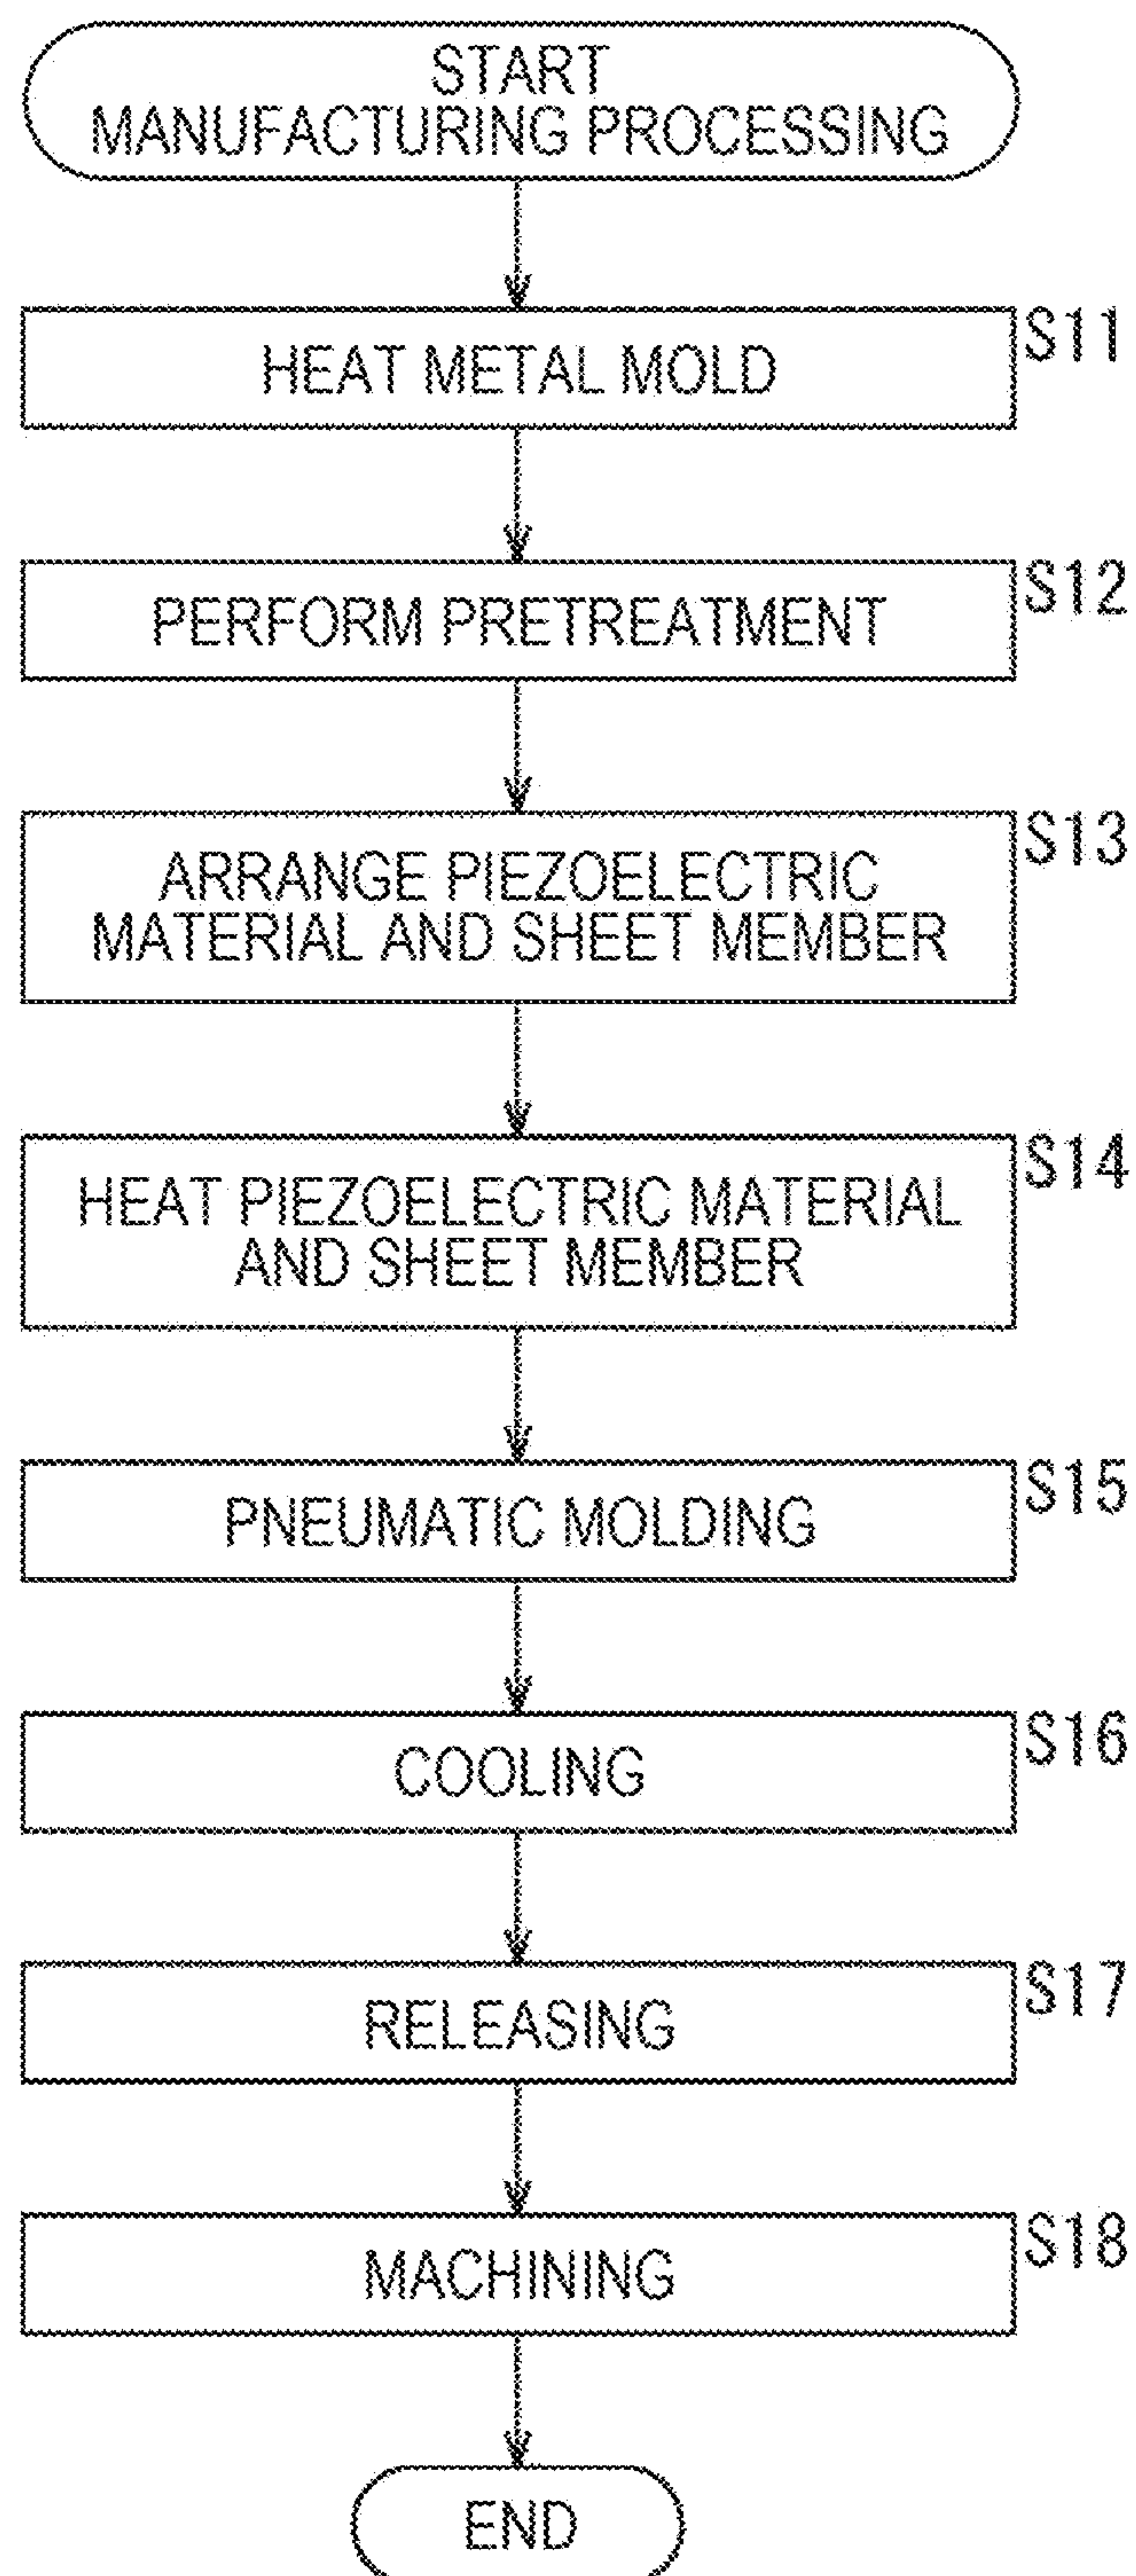 START
MANUFACTURING PROCESSING
S11
HEAT METAL MOLD
S12
PERFORM PRETREATMENT
S13
ARRANGE PIEZOELECTRIC
MATERIAL AND SHEET MEMBER
S14
HEAT PIEZOELECTRIC MATERIAL
AND SHEET MEMBER
S15
PNEUMATIC MOLDING
S16
COOLING
S17
RELEASING
S18
MACHINING
END